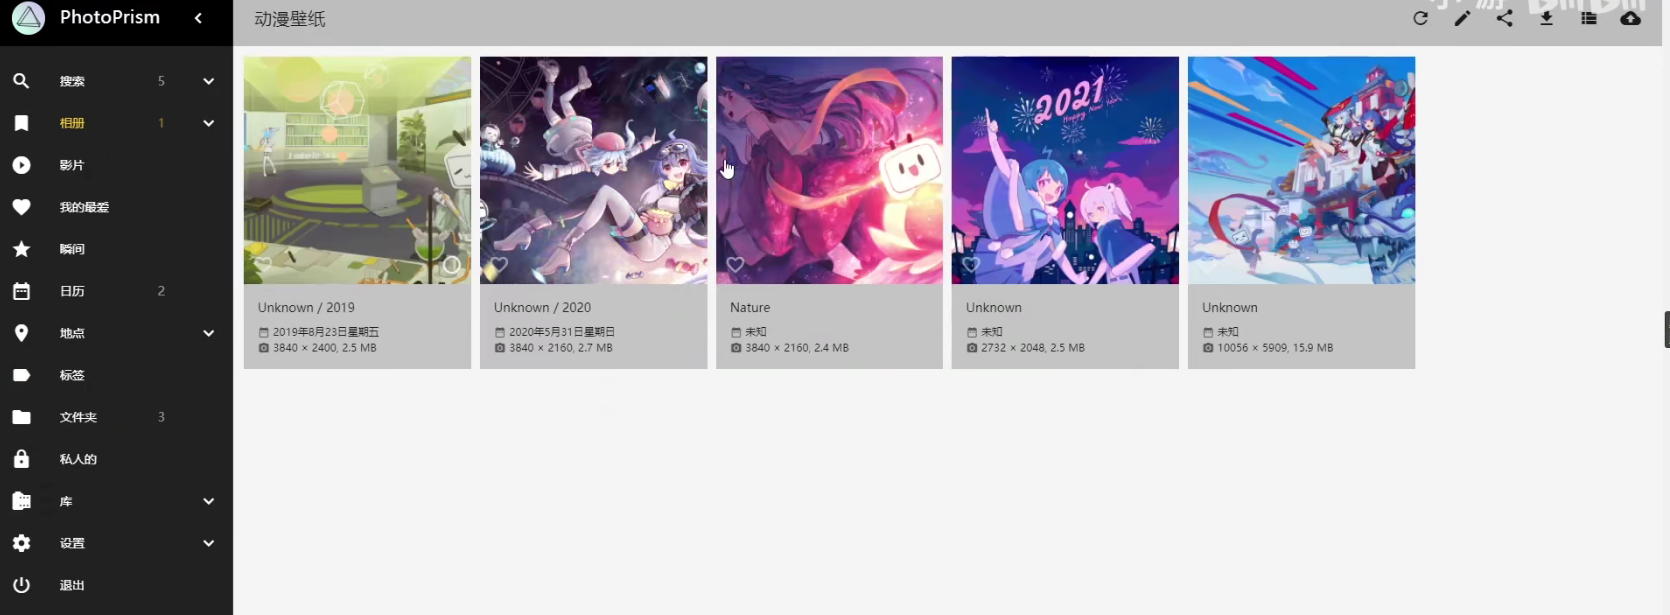 PhotoPrism
动漫壁纸
搜索 5
相册 1
影片
我的最爱
瞬间
日历 2
地点
标签
文件夹 3
私人的
库
设置
退出
2021
Happy
New Year
Unknown / 2019
2019年8月23日星期五
3840 × 2400, 2.5 MB
Unknown / 2020
2020年5月31日星期日
3840 × 2160, 2.7 MB
Nature
未知
3840 × 2160, 2.4 MB
Unknown
未知
2732 × 2048, 2.5 MB
Unknown
未知
10056 × 5909, 15.9 MB